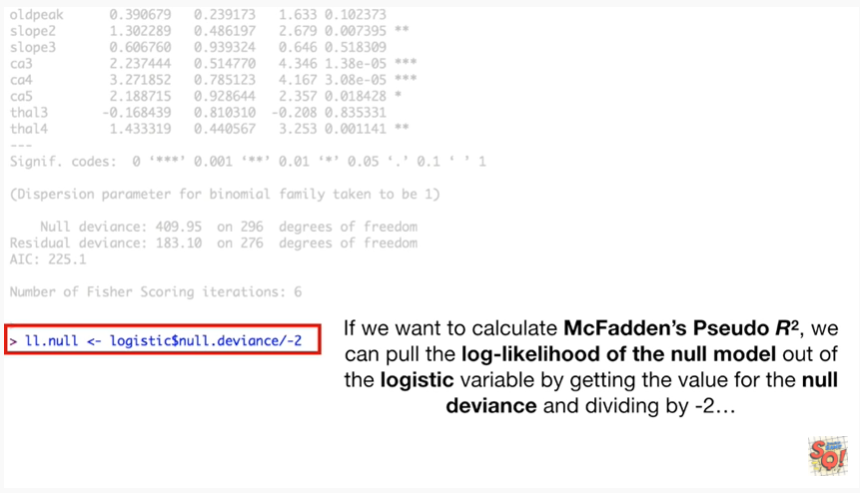 oldpeak 0.390679 0.239173 1.633 0.102373
slope2 1.302289 0.486197 2.679 0.007395 **
slope3 0.606760 0.939324 0.646 0.518309
ca3 2.237444 0.514770 4.346 1.38e-05 ***
ca4 3.271852 0.785123 4.167 3.08e-05 ***
ca5 2.188715 0.928644 2.357 0.018428 *
thal3 -0.168439 0.810310 -0.208 0.835331
thal4 1.433319 0.440567 3.253 0.001141 **
---
Signif. codes: 0 ‘***’ 0.001 ‘**’ 0.01 ‘*’ 0.05 ‘.’ 0.1 ‘ ’ 1
(Dispersion parameter for binomial family taken to be 1)
Null deviance: 409.95 on 296 degrees of freedom
Residual deviance: 183.10 on 276 degrees of freedom
AIC: 225.1
Number of Fisher Scoring iterations: 6
> ll.null <- logistic$null.deviance/-2
If we want to calculate McFadden’s Pseudo R², we
can pull the log-likelihood of the null model out of
the logistic variable by getting the value for the null
deviance and dividing by -2…
SQ!